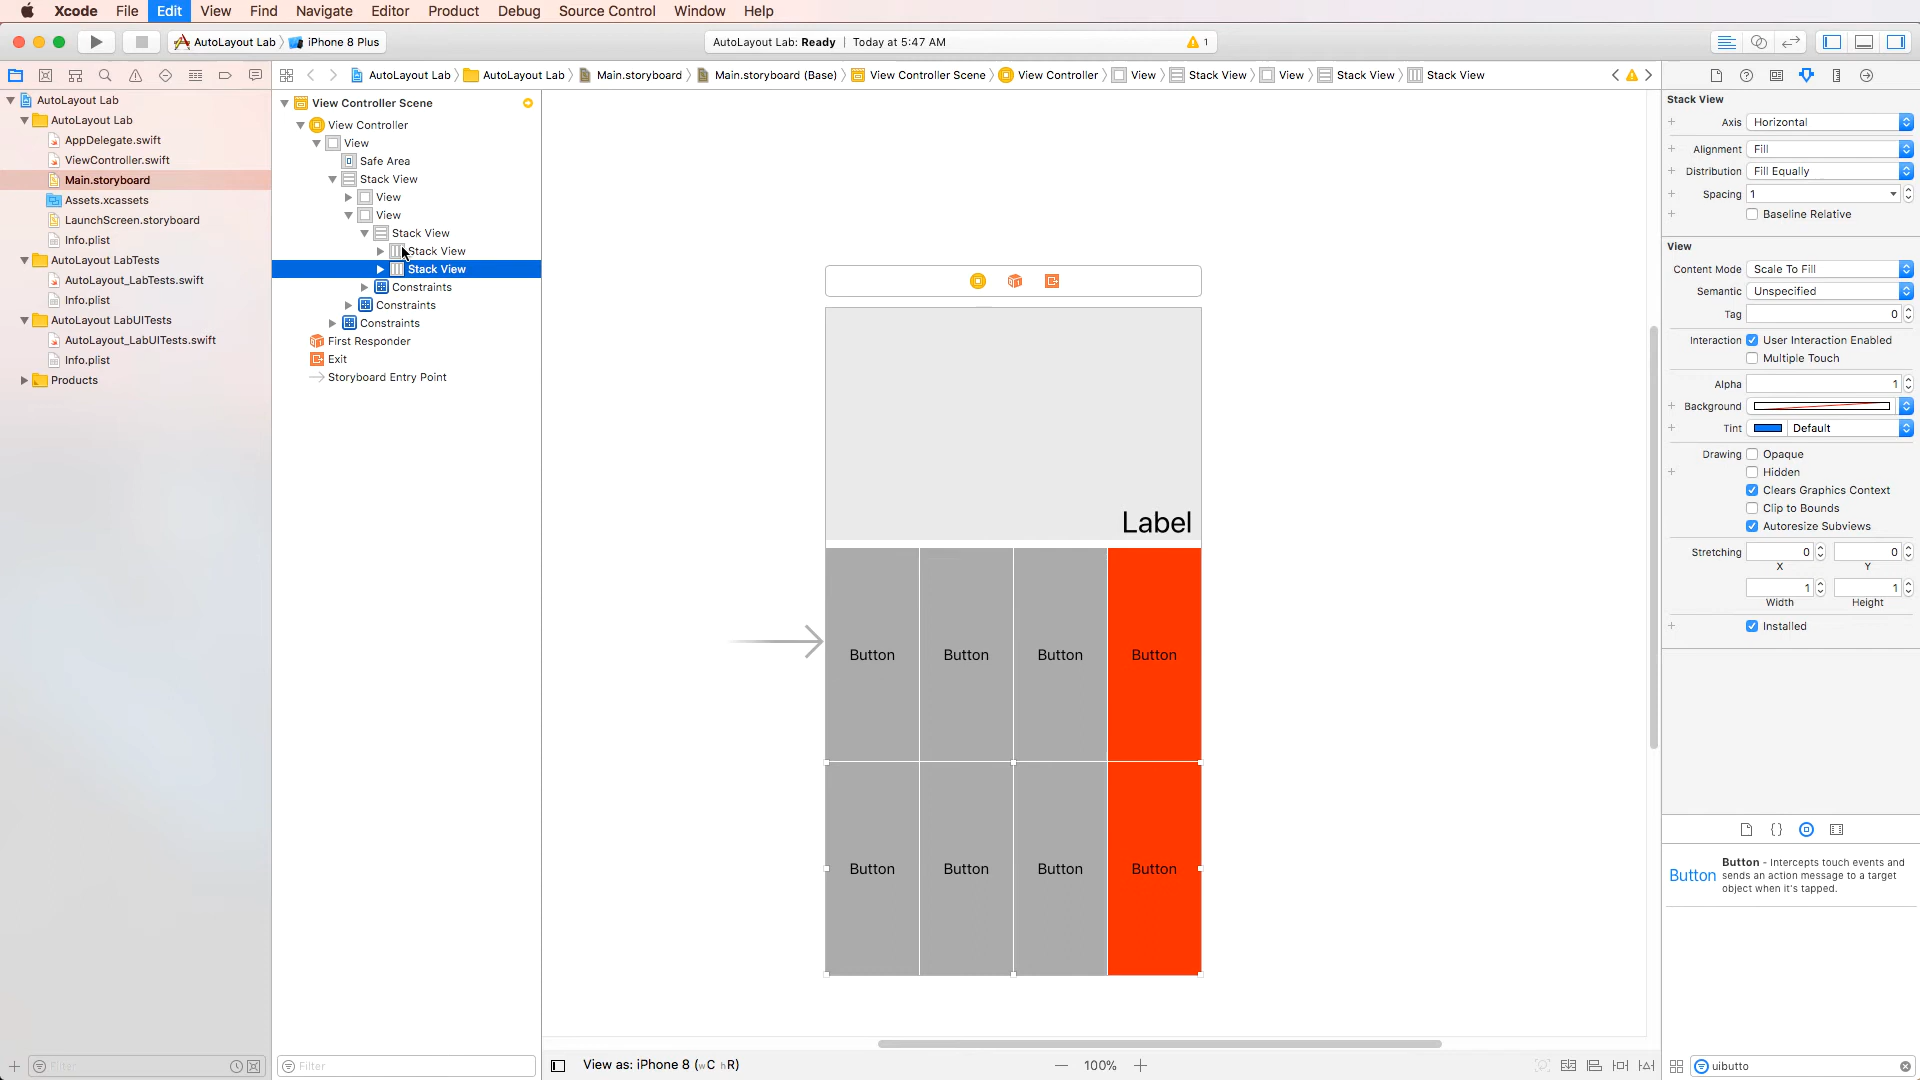 Xcode File Edit View Find Navigate Editor Product Debug Source Control Window Help
AutoLayout Lab iPhone 8 Plus
AutoLayout Lab: Ready Today at 5:47 AM 1
AutoLayout Lab AutoLayout Lab Main.storyboard Main.storyboard (Base) View Controller Scene View Controller View Stack View View Stack View Stack View
AutoLayout Lab
AutoLayout Lab
AppDelegate.swift
ViewController.swift
Main.storyboard
Assets.xcassets
LaunchScreen.storyboard
Info.plist
AutoLayout LabTests
AutoLayout_LabTests.swift
Info.plist
AutoLayout LabUITests
AutoLayout_LabUITests.swift
Info.plist
Products
Filter
View Controller Scene
View Controller
View
Safe Area
Stack View
View
View
Stack View
Stack View
Stack View
Constraints
Constraints
Constraints
First Responder
Exit
Storyboard Entry Point
Filter
Label
Button Button Button Button
Button Button Button Button
View as: iPhone 8 (wC hR)
100%
Stack View
Axis Horizontal
Alignment Fill
Distribution Fill Equally
Spacing 1
Baseline Relative
View
Content Mode Scale To Fill
Semantic Unspecified
Tag 0
Interaction User Interaction Enabled
Multiple Touch
Alpha 1
Background
Tint Default
Drawing Opaque
Hidden
Clears Graphics Context
Clip to Bounds
Autoresize Subviews
Stretching 0 0
X Y
1 1
Width Height
Installed
Button
Button - Intercepts touch events and
sends an action message to a target
object when it's tapped.
uibutto